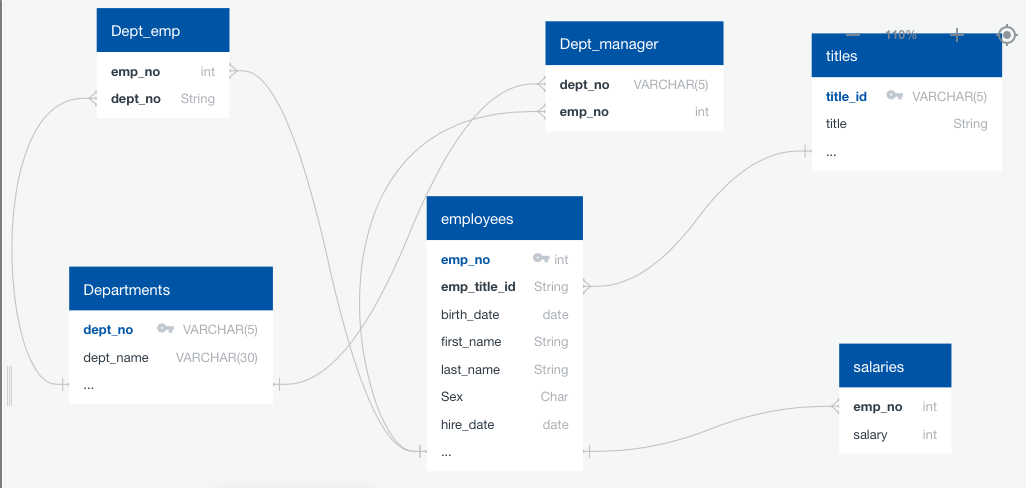 Dept_emp
emp_no int
dept_no String
Dept_manager
dept_no VARCHAR(5)
emp_no int
110%
titles
title_id VARCHAR(5)
title String
...
employees
emp_no int
emp_title_id String
birth_date date
first_name String
last_name String
Sex Char
hire_date date
...
Departments
dept_no VARCHAR(5)
dept_name VARCHAR(30)
...
salaries
emp_no int
salary int